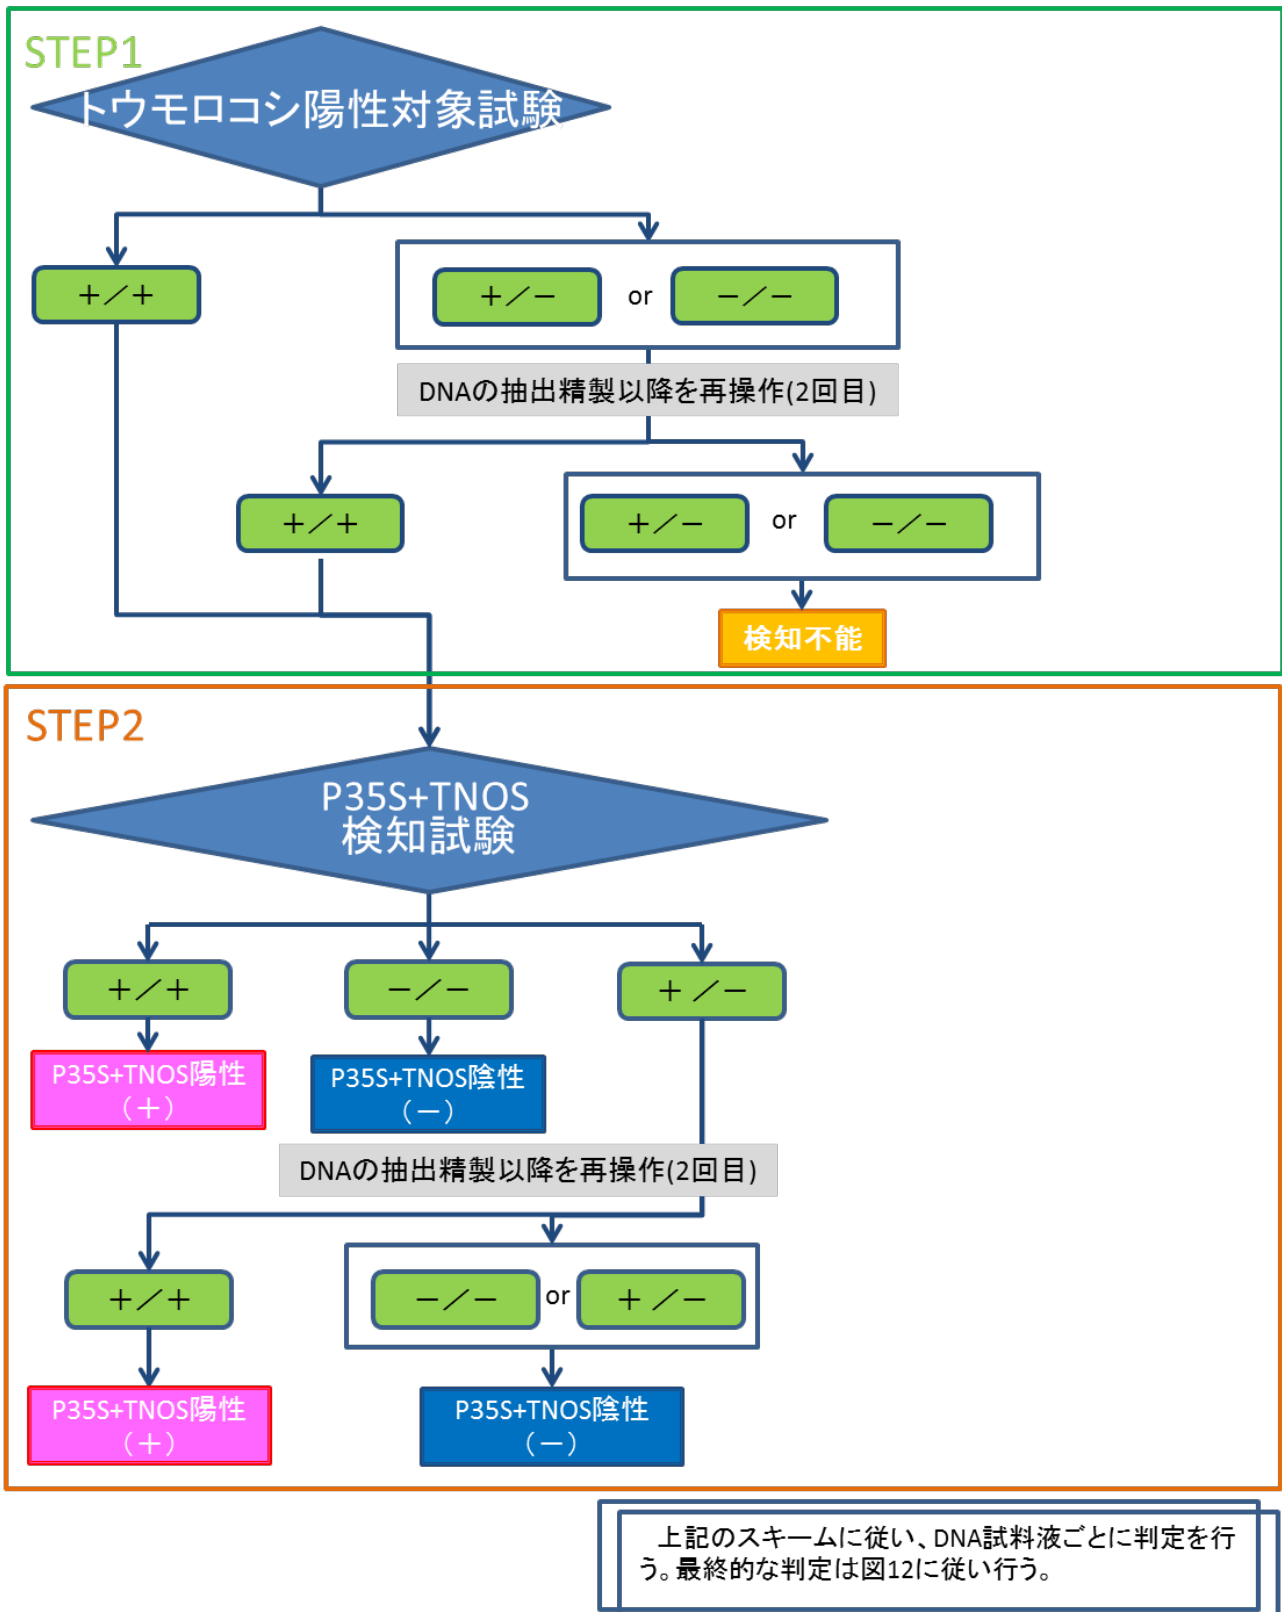 STEP1
トウモロコシ陽性対象試験
＋／＋
＋／－ or －／－
DNAの抽出精製以降を再操作(2回目)
＋／＋
＋／－ or －／－
検知不能
STEP2
P35S+TNOS
検知試験
＋／＋
－／－
＋ ／－
P35S+TNOS陽性
（＋）
P35S+TNOS陰性
（－）
DNAの抽出精製以降を再操作(2回目)
＋／＋
－／－ or ＋ ／－
P35S+TNOS陽性
（＋）
P35S+TNOS陰性
（－）
上記のスキームに従い、DNA試料液ごとに判定を行
う。最終的な判定は図12に従い行う。